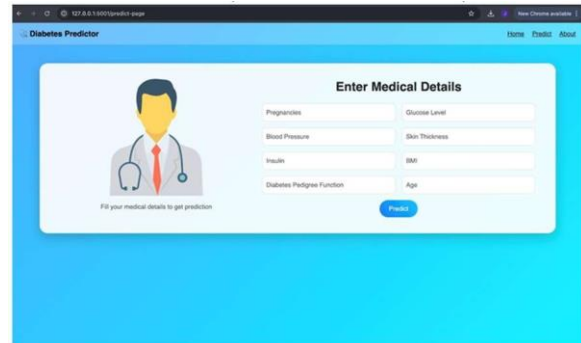 127.0.0.1:5001/predict-page
New Chrome available
Diabetes Predictor
Home Predict About
Enter Medical Details
Pregnancies Glucose Level
Blood Pressure Skin Thickness
Insulin BMI
Diabetes Pedigree Function Age
Fill your medical details to get prediction
Predict